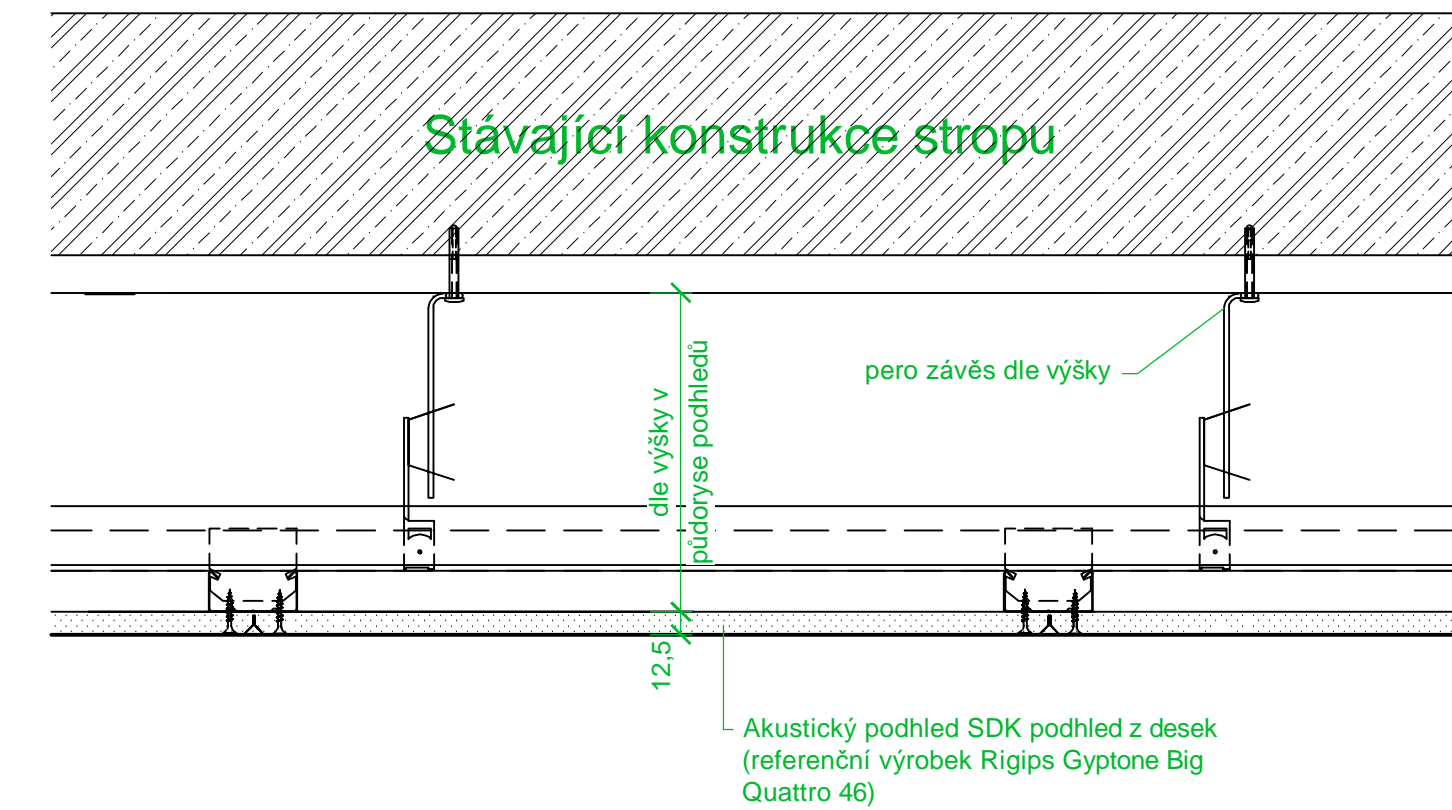 Stávající konstrukce stropu
pero závěs dle výšky
dle výšky v
půdoryse podhledů
12,5
Akustický podhled SDK podhled z desek
(referenční výrobek Rigips Gyptone Big
Quattro 46)